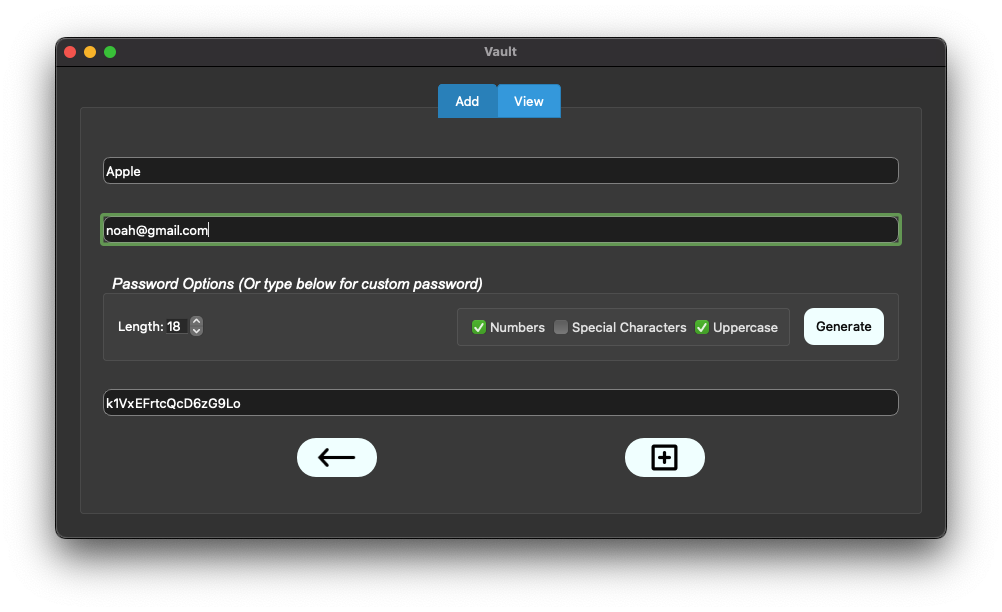 Vault
Add View
Apple
noah@gmail.com
Password Options (Or type below for custom password)
Length: 18 Numbers Special Characters Uppercase Generate
k1VxEFrtcQcD6zG9Lo